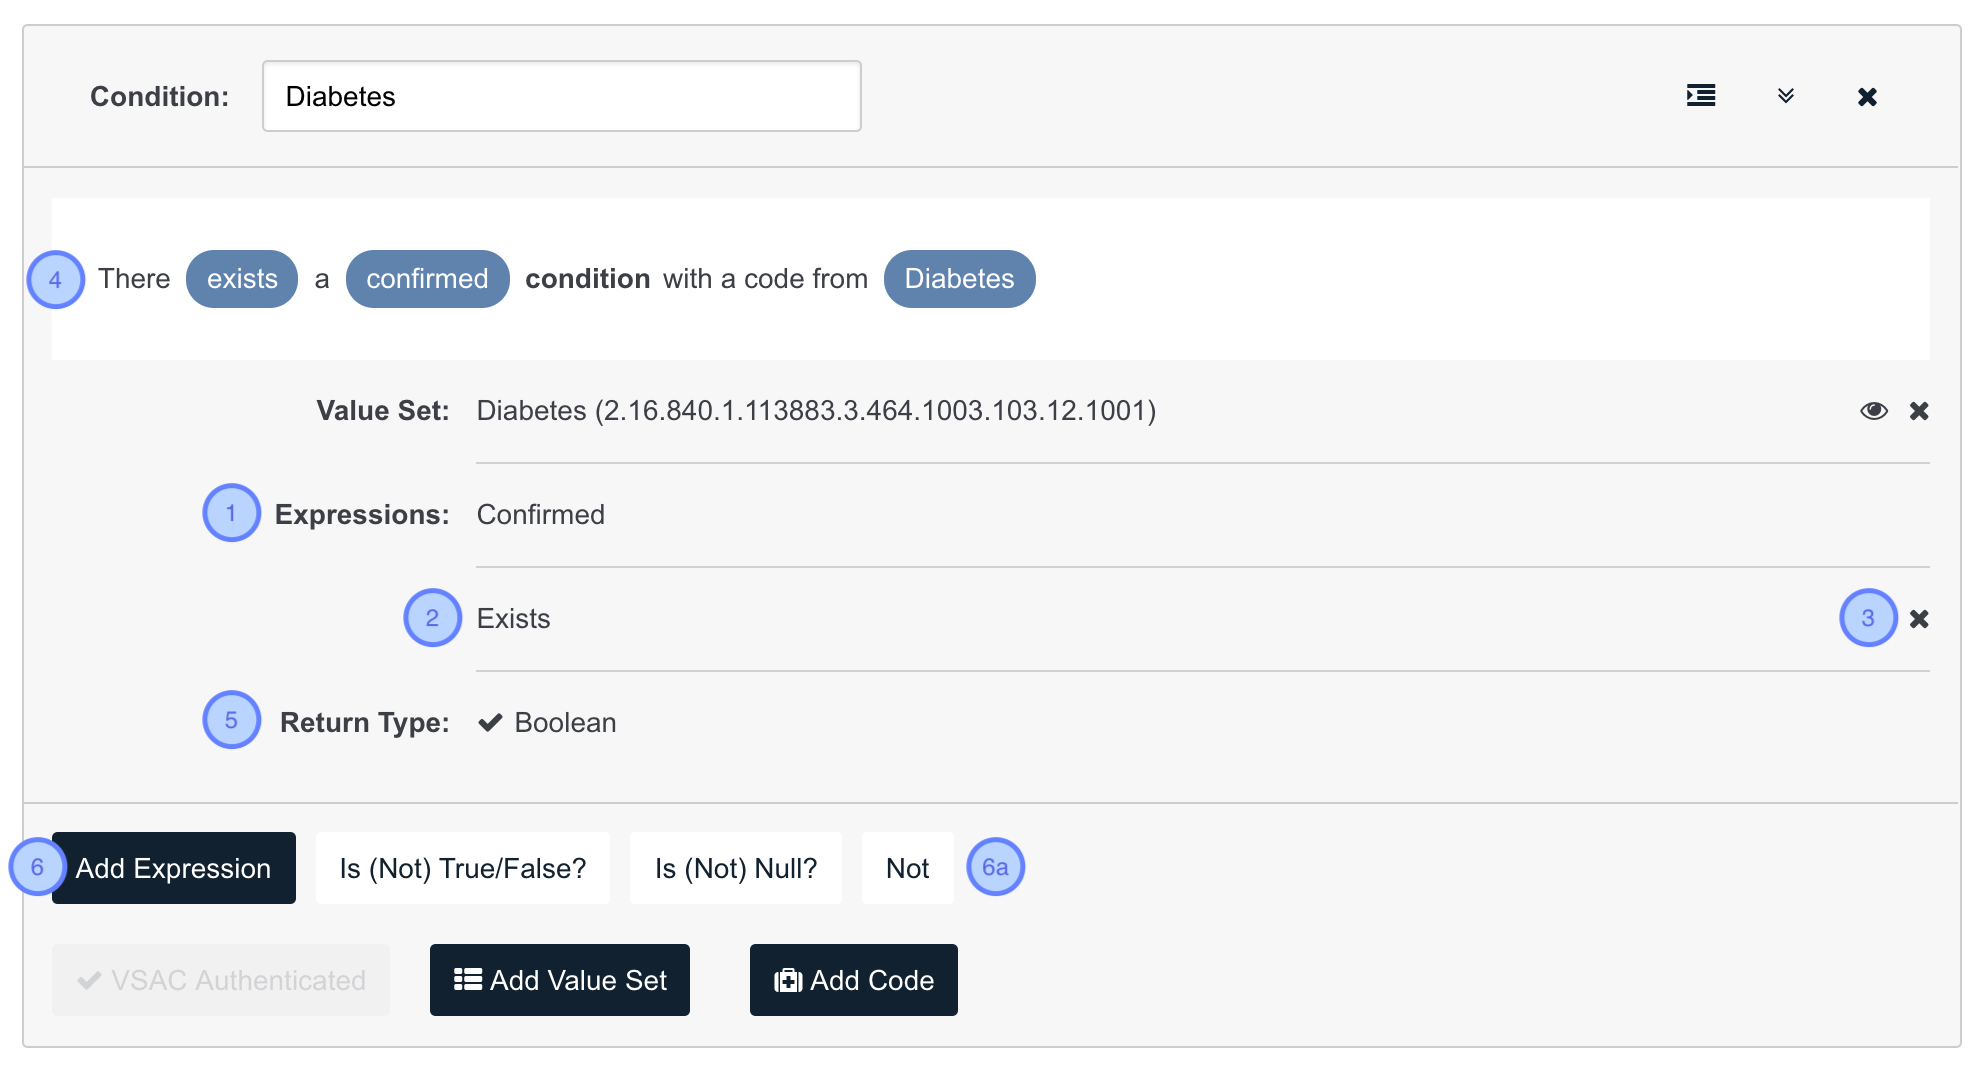 Condition: Diabetes
4 There exists a confirmed condition with a code from Diabetes
Value Set: Diabetes (2.16.840.1.113883.3.464.1003.103.12.1001)
1 Expressions: Confirmed
2 Exists 3
5 Return Type: Boolean
6 Add Expression Is (Not) True/False? Is (Not) Null? Not 6a
VSAC Authenticated Add Value Set Add Code